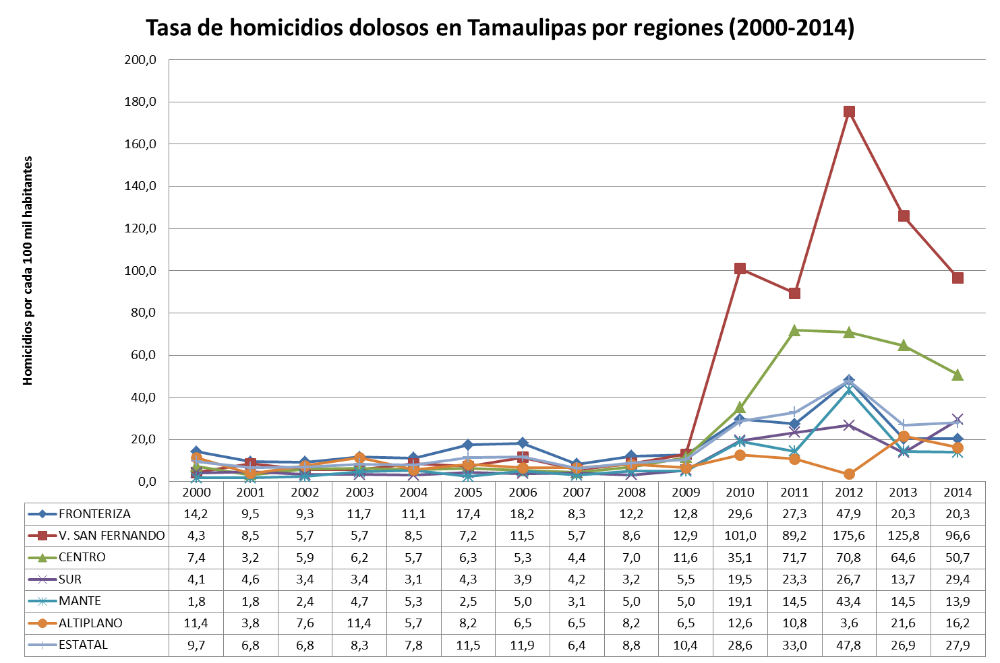 Tasa de homicidios dolosos en Tamaulipas por regiones (2000-2014)
Homicidios por cada 100 mil habitantes
200,0
180,0
160,0
140,0
120,0
100,0
80,0
60,0
40,0
20,0
0,0
2000 2001 2002 2003 2004 2005 2006 2007 2008 2009 2010 2011 2012 2013 2014
FRONTERIZA 14,2 9,5 9,3 11,7 11,1 17,4 18,2 8,3 12,2 12,8 29,6 27,3 47,9 20,3 20,3
V. SAN FERNANDO 4,3 8,5 5,7 5,7 8,5 7,2 11,5 5,7 8,6 12,9 101,0 89,2 175,6 125,8 96,6
CENTRO 7,4 3,2 5,9 6,2 5,7 6,3 5,3 4,4 7,0 11,6 35,1 71,7 70,8 64,6 50,7
SUR 4,1 4,6 3,4 3,4 3,1 4,3 3,9 4,2 3,2 5,5 19,5 23,3 26,7 13,7 29,4
MANTE 1,8 1,8 2,4 4,7 5,3 2,5 5,0 3,1 5,0 5,0 19,1 14,5 43,4 14,5 13,9
ALTIPLANO 11,4 3,8 7,6 11,4 5,7 8,2 6,5 6,5 8,2 6,5 12,6 10,8 3,6 21,6 16,2
ESTATAL 9,7 6,8 6,8 8,3 7,8 11,5 11,9 6,4 8,8 10,4 28,6 33,0 47,8 26,9 27,9